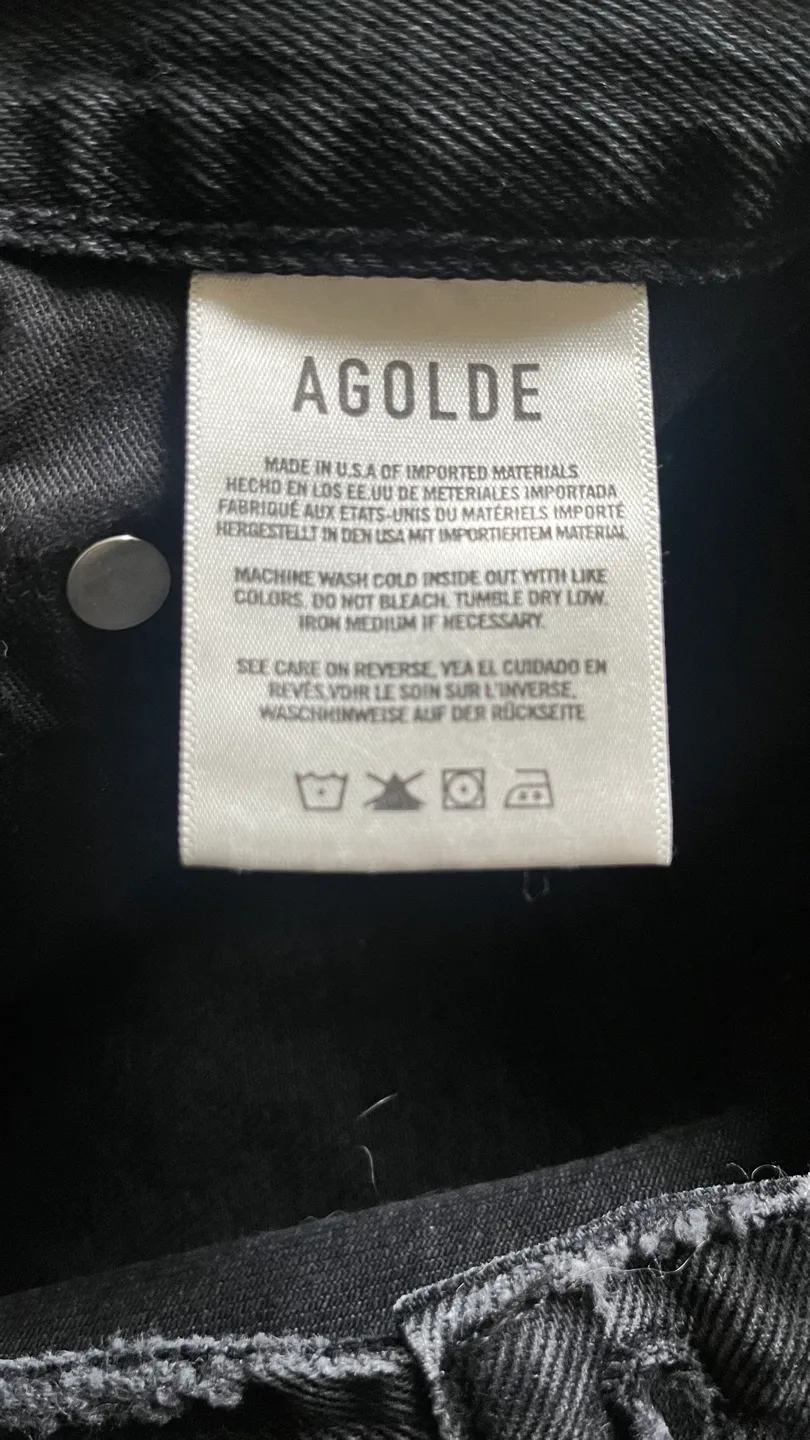 AGOLDE
MADE IN U.S.A OF IMPORTED MATERIALS
HECHO EN LOS EE.UU DE METERIALES IMPORTADA
FABRIQUÉ AUX ETATS-UNIS DU MATÉRIELS IMPORTÉ
HERGESTELLT IN DEN USA MIT IMPORTIERTEM MATERIAL
MACHINE WASH COLD INSIDE OUT WITH LIKE
COLORS. DO NOT BLEACH. TUMBLE DRY LOW.
IRON MEDIUM IF NECESSARY.
SEE CARE ON REVERSE, VEA EL CUIDADO EN
REVÉS, VOIR LE SOIN SUR L'INVERSE,
WASCHHINWEISE AUF DER RÜCKSEITE